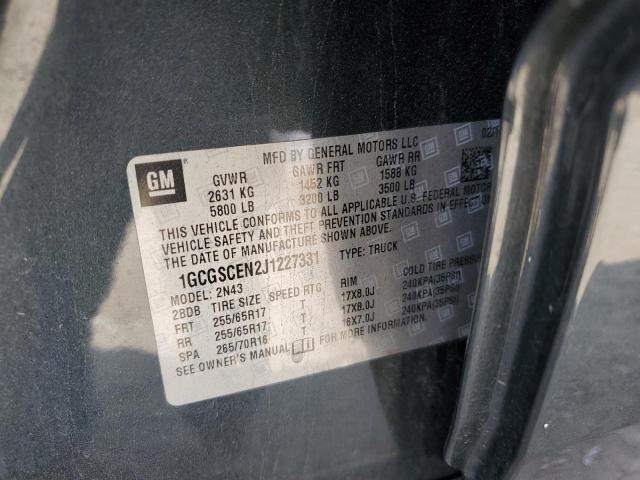 MFD BY GENERAL MOTORS LLC
GM GVWR GAWR FRT GAWR RR
2631 KG 1452 KG 1588 KG
5800 LB 3200 LB 3500 LB
THIS VEHICLE CONFORMS TO ALL APPLICABLE U.S. FEDERAL MOTOR
VEHICLE SAFETY AND THEFT PREVENTION STANDARDS IN EFFECT
ON THE DATE OF MANUFACTURE SHOWN ABOVE.
1GCGSCEN2J1227331 TYPE: TRUCK
MODEL: 2N43
2BDB TIRE SIZE SPEED RTG RIM COLD TIRE PRESSURE
FRT 255/65R17 T 17X8.0J 240KPA(35PSI)
RR 255/65R17 T 17X8.0J 240KPA(35PSI)
SPA 265/70R16 T 16X7.0J 240KPA(35PSI)
SEE OWNER'S MANUAL FOR MORE INFORMATION.